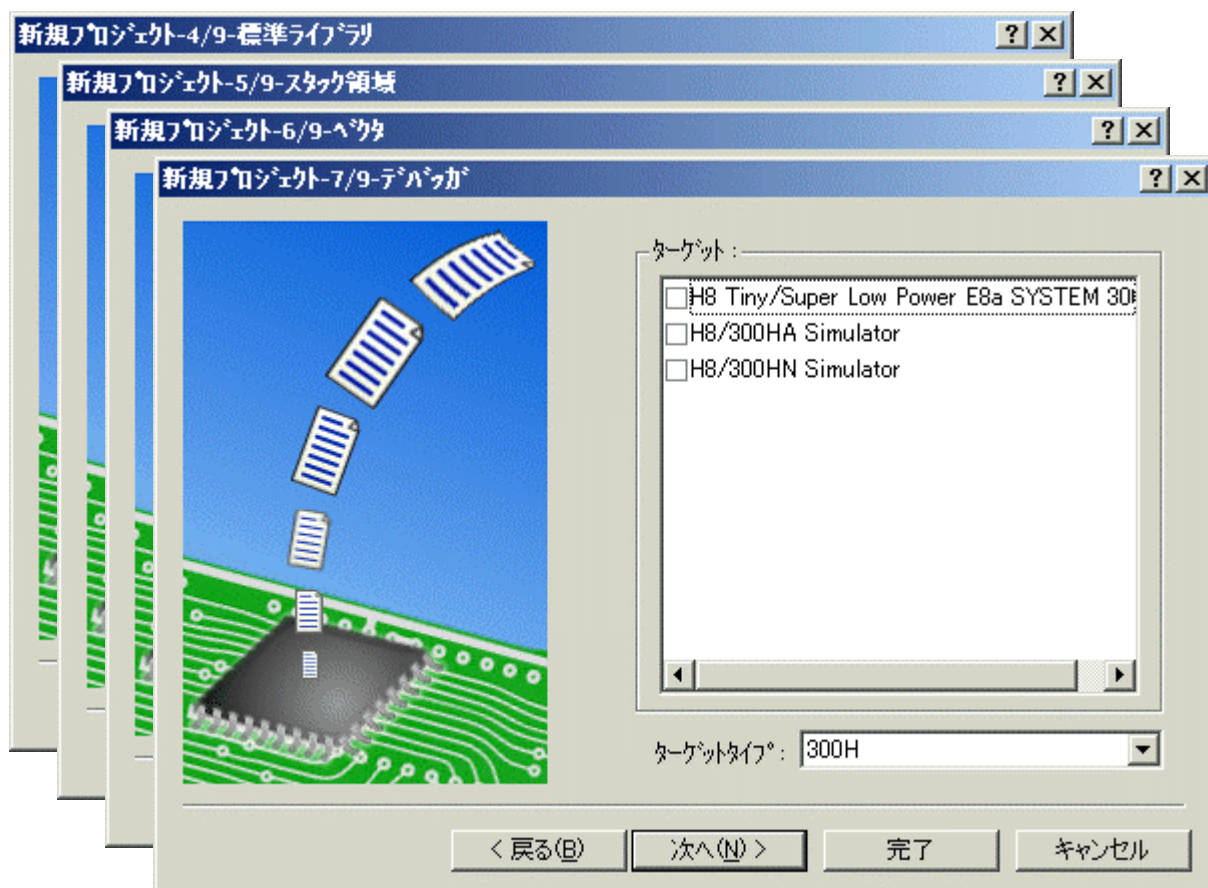 新規ﾌﾟﾛｼﾞｪｸﾄ-4/9-標準ﾗｲﾌﾞﾗﾘ
新規ﾌﾟﾛｼﾞｪｸﾄ-5/9-ｽﾀｯｸ領域
新規ﾌﾟﾛｼﾞｪｸﾄ-6/9-ﾍﾞｸﾀ
新規ﾌﾟﾛｼﾞｪｸﾄ-7/9-ﾃﾞﾊﾞｯｶﾞ
ﾀｰｹﾞｯﾄ :
H8 Tiny/Super Low Power E8a SYSTEM 30
H8/300HA Simulator
H8/300HN Simulator
ﾀｰｹﾞｯﾄﾀｲﾌﾟ : 300H
< 戻る(B) 次へ(N) > 完了 キャンセル